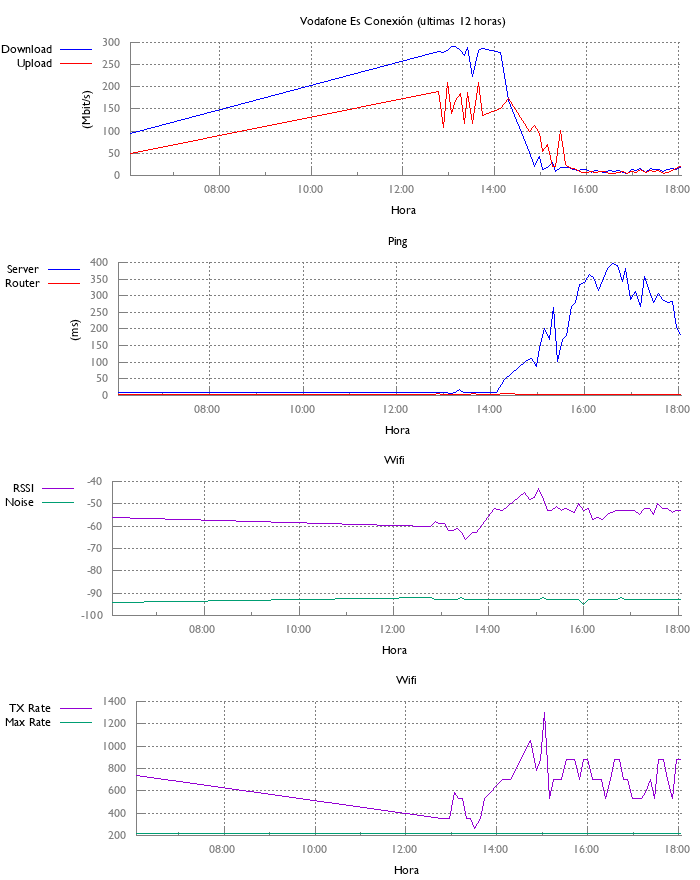 Vodafone Es Conexión (ultimas 12 horas)
Download
Upload
300
250
200
150
100
50
0
(Mbit/s)
08:00 10:00 12:00 14:00 16:00 18:00
Hora
Ping
Server
Router
400
350
300
250
200
150
100
50
0
(ms)
08:00 10:00 12:00 14:00 16:00 18:00
Hora
Wifi
RSSI
Noise
-40
-50
-60
-70
-80
-90
-100
08:00 10:00 12:00 14:00 16:00 18:00
Hora
Wifi
TX Rate
Max Rate
1400
1200
1000
800
600
400
200
08:00 10:00 12:00 14:00 16:00 18:00
Hora